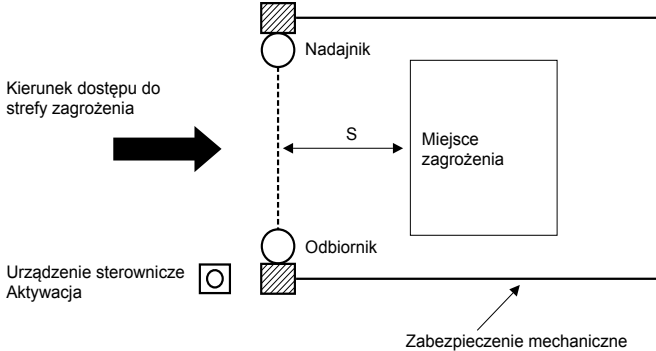 Nadajnik
Kierunek dostępu do
strefy zagrożenia
S
Miejsce
zagrożenia
Odbiornik
Urządzenie sterownicze
Aktywacja
Zabezpieczenie mechaniczne